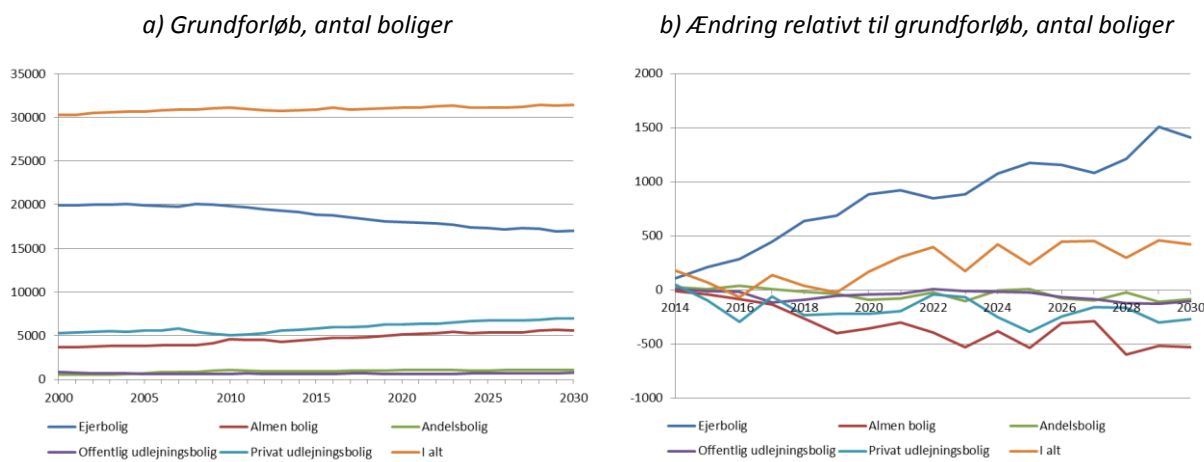 a) Grundforløb, antal boliger
35000
30000
25000
20000
15000
10000
5000
0
2000 2005 2010 2015 2020 2025 2030
Ejerbolig Almen bolig Andelsbolig
Offentlig udlejningsbolig Privat udlejningsbolig I alt
b) Ændring relativt til grundforløb, antal boliger
2000
1500
1000
500
0
2014 2016 2018 2020 2022 2024 2026 2028 2030
-500
-1000
Ejerbolig Almen bolig Andelsbolig
Offentlig udlejningsbolig Privat udlejningsbolig I alt